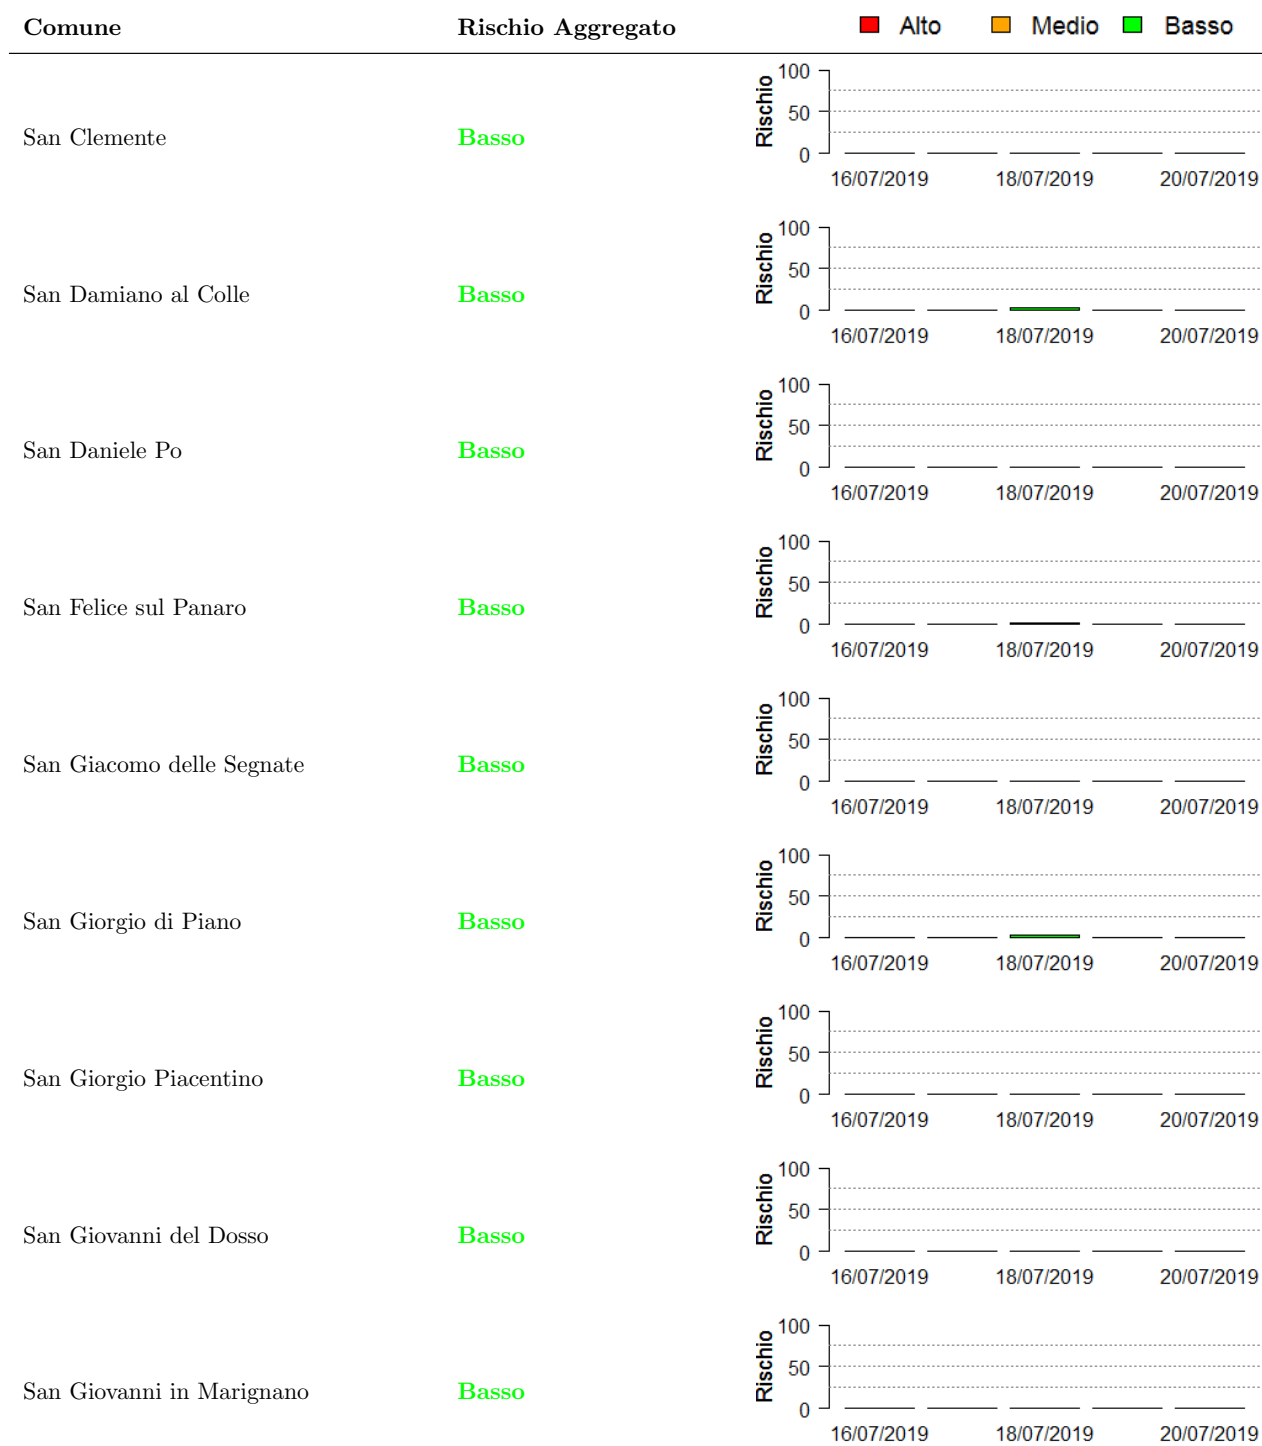 Comune Rischio Aggregato Alto Medio Basso
100
50
0
Rischio
San Clemente Basso
16/07/2019 18/07/2019 20/07/2019
100
50
0
Rischio
San Damiano al Colle Basso
16/07/2019 18/07/2019 20/07/2019
100
50
0
Rischio
San Daniele Po Basso
16/07/2019 18/07/2019 20/07/2019
100
50
0
Rischio
San Felice sul Panaro Basso
16/07/2019 18/07/2019 20/07/2019
100
50
0
Rischio
San Giacomo delle Segnate Basso
16/07/2019 18/07/2019 20/07/2019
100
50
0
Rischio
San Giorgio di Piano Basso
16/07/2019 18/07/2019 20/07/2019
100
50
0
Rischio
San Giorgio Piacentino Basso
16/07/2019 18/07/2019 20/07/2019
100
50
0
Rischio
San Giovanni del Dosso Basso
16/07/2019 18/07/2019 20/07/2019
100
50
0
Rischio
San Giovanni in Marignano Basso
16/07/2019 18/07/2019 20/07/2019